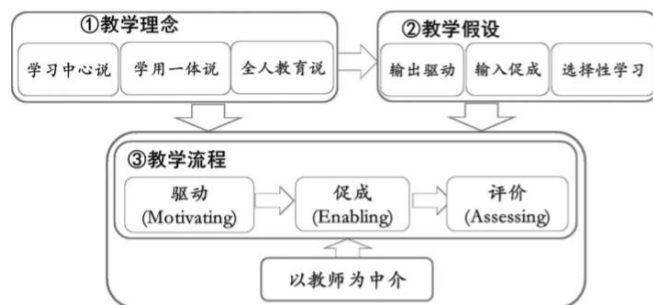 ①教学理念
学习中心说
学用一体说
全人教育说
②教学假设
输出驱动
输入促成
选择性学习
③教学流程
驱动
(Motivating)
促成
(Enabling)
评价
(Assessing)
以教师为中介